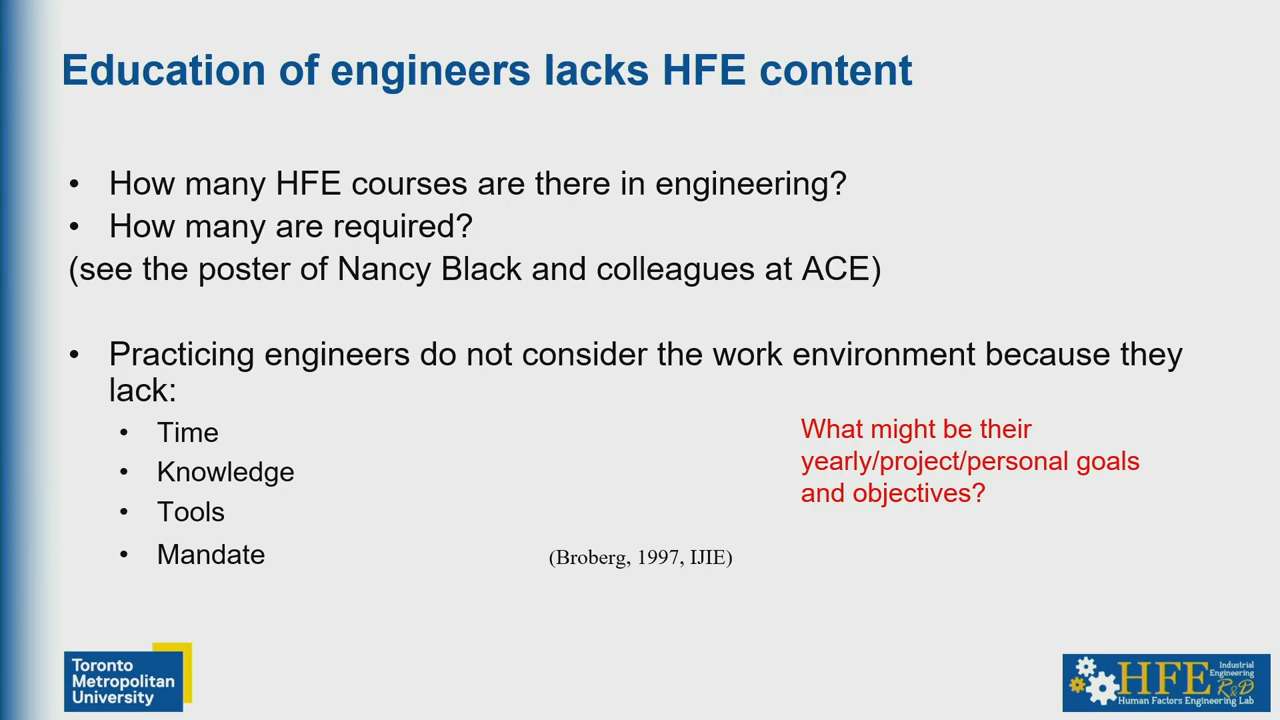 Education of engineers lacks HFE content
• How many HFE courses are there in engineering?
• How many are required?
(see the poster of Nancy Black and colleagues at ACE)
• Practicing engineers do not consider the work environment because they
lack:
• Time
• Knowledge
• Tools
• Mandate
(Broberg, 1997, IJIE)
What might be their
yearly/project/personal goals
and objectives?
Toronto
Metropolitan
University
HFE
Industrial
Engineering
R&D
Human Factors Engineering Lab